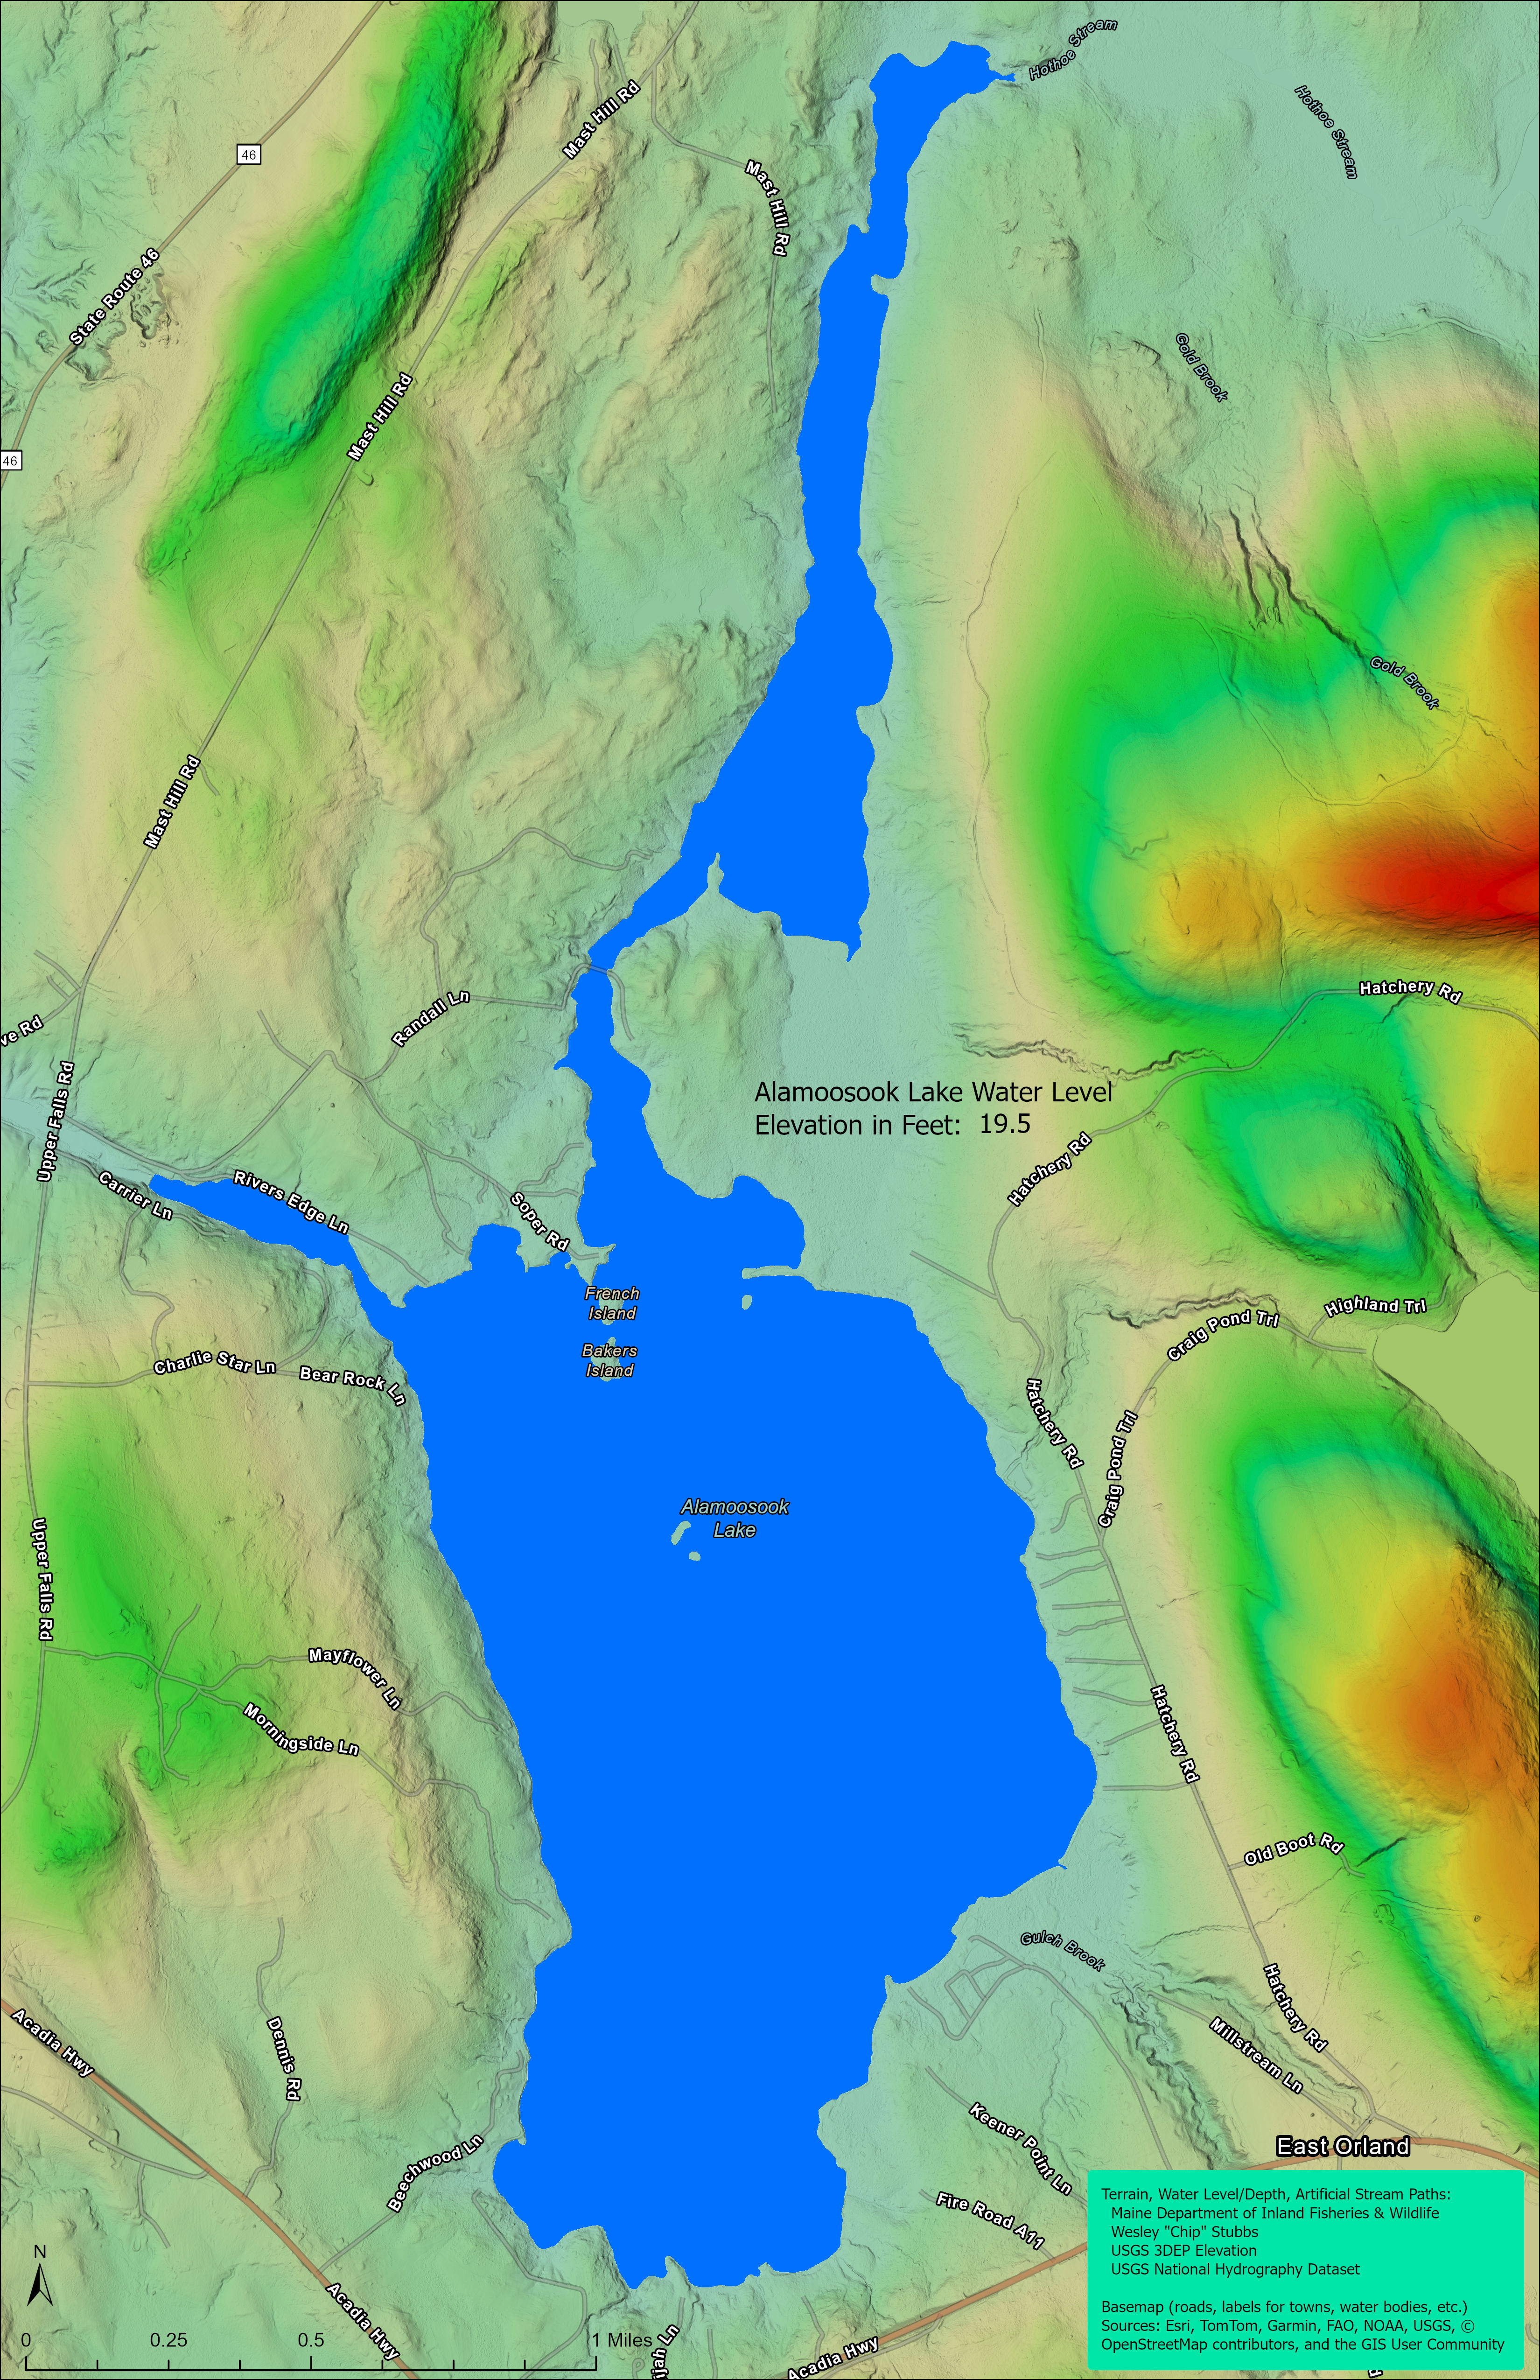 Hothoe Stream
Hothoe Stream
Mast Hill Rd
46
Mast Hill Rd
State Route 46
Gold Brook
Mast Hill Rd
46
Gold Brook
Mast Hill Rd
Hatchery Rd
Randall Ln
ve Rd
Alamoosook Lake Water Level
Elevation in Feet: 19.5
Upper Falls Rd
Hatchery Rd
Carrier Ln
Rivers Edge Ln
Soper Rd
French
Island
Highland Trl
Craig Pond Trl
Bakers
Island
Charlie Star Ln
Bear Rock Ln
Hatchery Rd
Craig Pond Trl
Alamoosook
Lake
Upper Falls Rd
Mayflower Ln
Morningside Ln
Hatchery Rd
Old Boot Rd
Gulch Brook
Hatchery Rd
Acadia Hwy
Dennis Rd
Millstream Ln
Keener Point Ln
East Orland
Beechwood Ln
Fire Road A11
Terrain, Water Level/Depth, Artificial Stream Paths:
Maine Department of Inland Fisheries & Wildlife
Wesley "Chip" Stubbs
USGS 3DEP Elevation
USGS National Hydrography Dataset
Basemap (roads, labels for towns, water bodies, etc.)
Sources: Esri, TomTom, Garmin, FAO, NOAA, USGS, ©
OpenStreetMap contributors, and the GIS User Community
N
Acadia Hwy
0 0.25 0.5 1 Miles
ijah Ln
Acadia Hwy